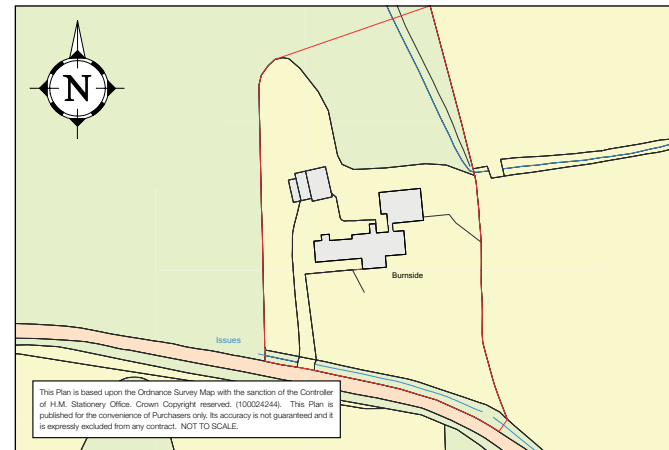 N
Burnside
Issues
This Plan is based upon the Ordnance Survey Map with the sanction of the Controller
of H.M. Stationery Office. Crown Copyright reserved. (100024244). This Plan is
published for the convenience of Purchasers only. Its accuracy is not guaranteed and it
is expressly excluded from any contract. NOT TO SCALE.